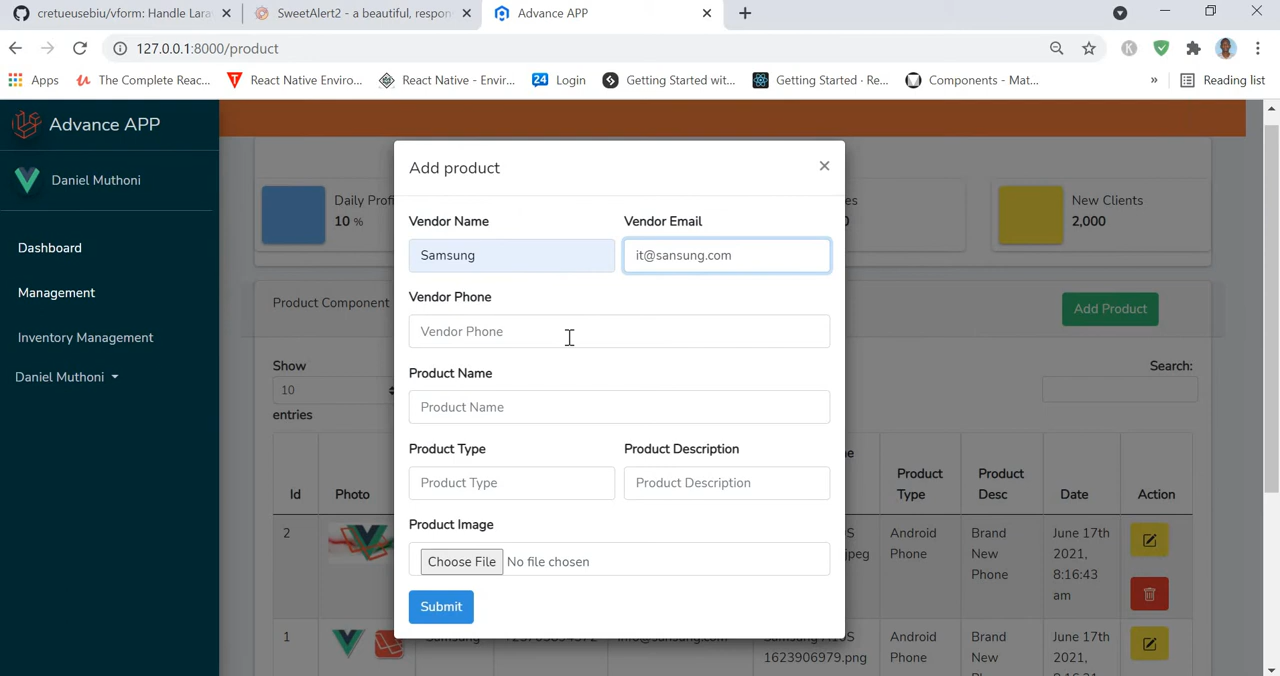 cretueusebiu/vform: Handle Lara
SweetAlert2 - a beautiful, respon
Advance APP
127.0.0.1:8000/product
Apps
The Complete Reac...
React Native Enviro...
React Native - Envir...
24 Login
Getting Started wit...
Getting Started · Re...
Components - Mat...
»
Reading list
Advance APP
Daniel Muthoni
Dashboard
Management
Inventory Management
Daniel Muthoni
Daily Profi
10 %
es
0
New Clients
2,000
Product Component
Add Product
Show
10
entries
Search:
Id
Photo
e
Product
Type
Product
Desc
Date
Action
2
S
.jpeg
Android
Phone
Brand
New
Phone
June 17th
2021,
8:16:43
am
1
Samsung
1623906979.png
Android
Phone
Brand
New
June 17th
2021,
Add product
×
Vendor Name
Vendor Email
Samsung
it@sansung.com
Vendor Phone
Vendor Phone
Product Name
Product Name
Product Type
Product Description
Product Type
Product Description
Product Image
Choose File No file chosen
Submit